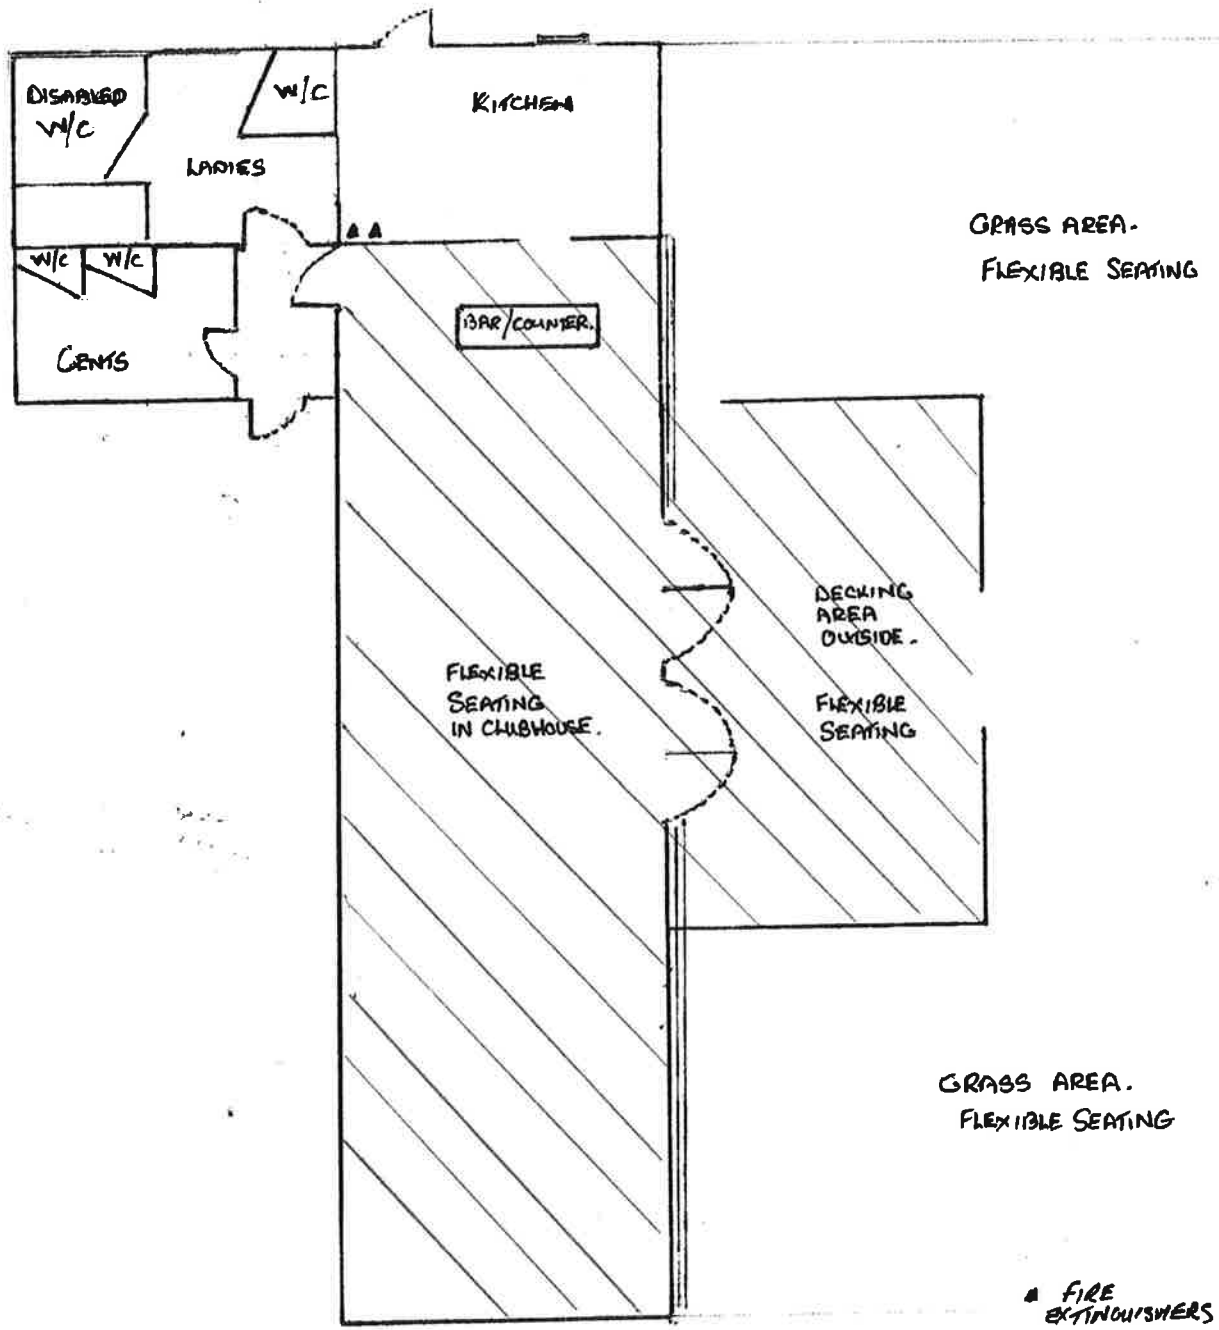 DISABLED
W/C
W/C
KITCHEN
LADIES
W/C
W/C
GENTS
BAR/COUNTER.
GRASS AREA.
FLEXIBLE SEATING
DECKING
AREA
OUTSIDE.
FLEXIBLE
SEATING
FLEXIBLE
SEATING
IN CLUBHOUSE.
GRASS AREA.
FLEXIBLE SEATING
FIRE
EXTINGUISHERS